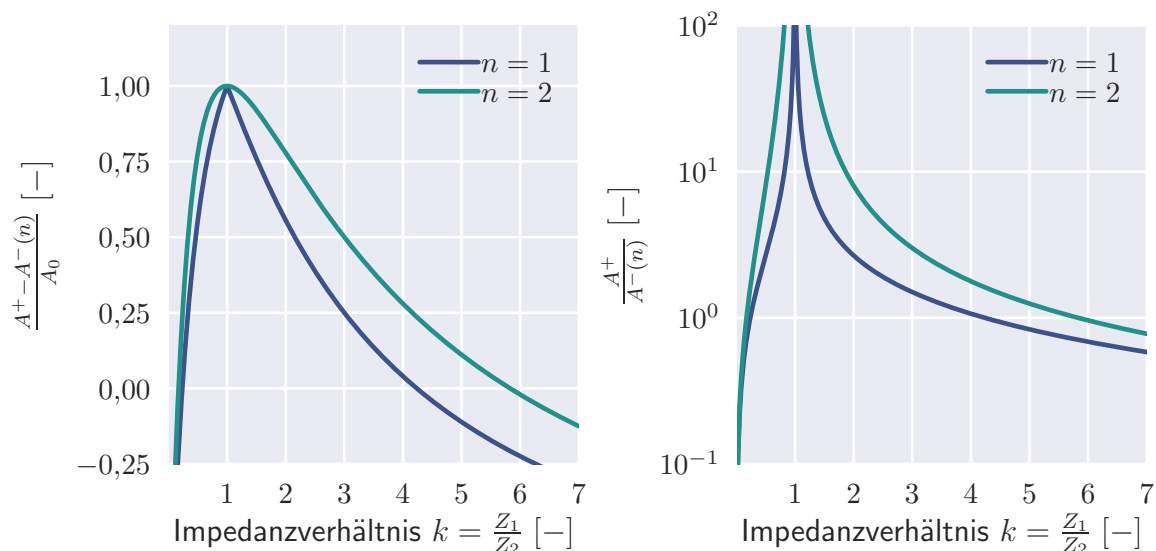 n = 1
n = 2
1,00
0,75
0,50
0,25
0,00
−0,25
A⁺−A⁻⁽ⁿ⁾/A₀ [−]
1 2 3 4 5 6 7
Impedanzverhältnis k = Z₁/Z₂ [−]
n = 1
n = 2
10²
10¹
10⁰
10⁻¹
A⁺/A⁻⁽ⁿ⁾ [−]
1 2 3 4 5 6 7
Impedanzverhältnis k = Z₁/Z₂ [−]